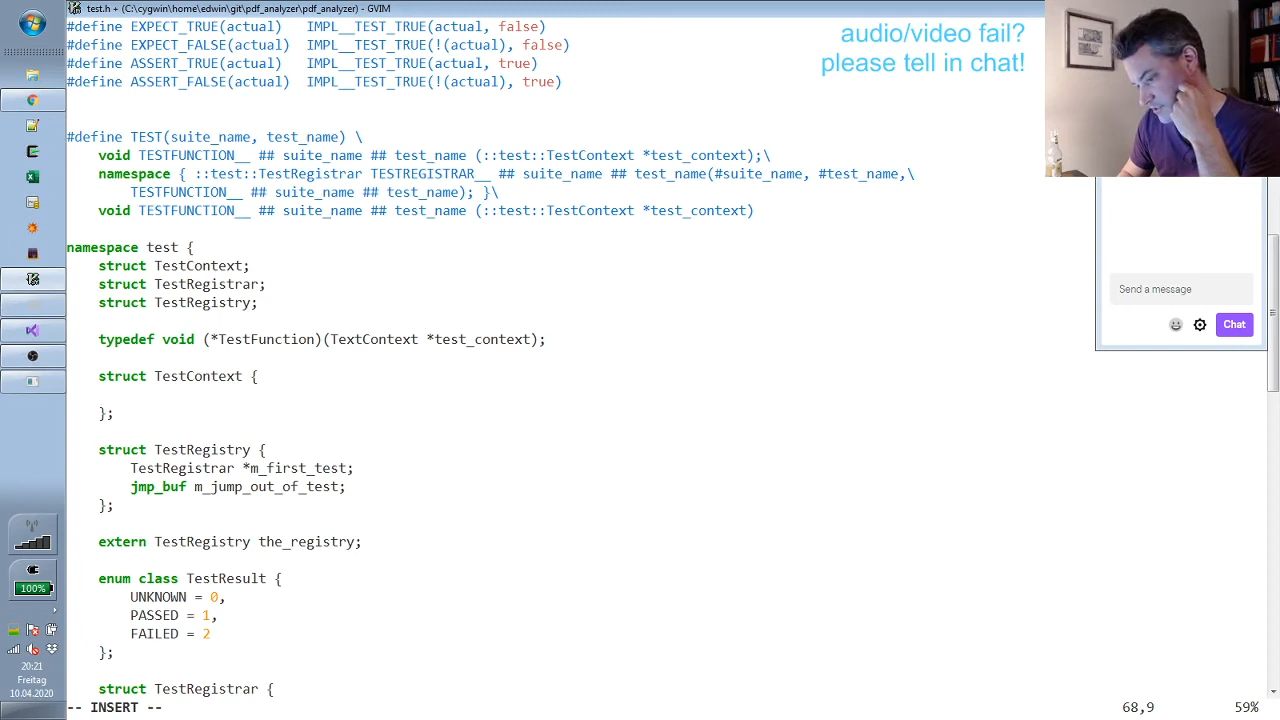 test.h + (C:\cygwin\home\edwin\git\pdf_analyzer\pdf_analyzer) - GVIM
#define EXPECT_TRUE(actual)   IMPL__TEST_TRUE(actual, false)
#define EXPECT_FALSE(actual)  IMPL__TEST_TRUE(!(actual), false)
#define ASSERT_TRUE(actual)   IMPL__TEST_TRUE(actual, true)
#define ASSERT_FALSE(actual)  IMPL__TEST_TRUE(!(actual), true)
audio/video fail?
please tell in chat!
#define TEST(suite_name, test_name) \
    void TESTFUNCTION__ ## suite_name ## test_name (::test::TestContext *test_context);\
    namespace { ::test::TestRegistrar TESTREGISTRAR__ ## suite_name ## test_name(#suite_name, #test_name,\
        TESTFUNCTION__ ## suite_name ## test_name); }\
    void TESTFUNCTION__ ## suite_name ## test_name (::test::TestContext *test_context)
namespace test {
    struct TestContext;
    struct TestRegistrar;
    struct TestRegistry;
    typedef void (*TestFunction)(TextContext *test_context);
    struct TestContext {
    };
    struct TestRegistry {
        TestRegistrar *m_first_test;
        jmp_buf m_jump_out_of_test;
    };
    extern TestRegistry the_registry;
    enum class TestResult {
        UNKNOWN = 0,
        PASSED = 1,
        FAILED = 2
    };
    struct TestRegistrar {
-- INSERT --
68,9
59%
Send a message
Chat
100%
20:21
Freitag
10.04.2020